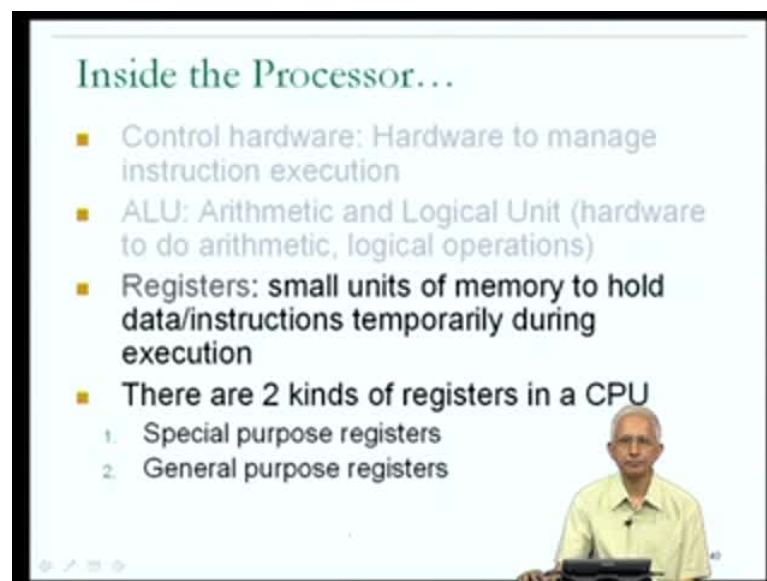 Inside the Processor...
Control hardware: Hardware to manage
instruction execution
ALU: Arithmetic and Logical Unit (hardware
to do arithmetic, logical operations)
Registers: small units of memory to hold
data/instructions temporarily during
execution
There are 2 kinds of registers in a CPU
1. Special purpose registers
2. General purpose registers